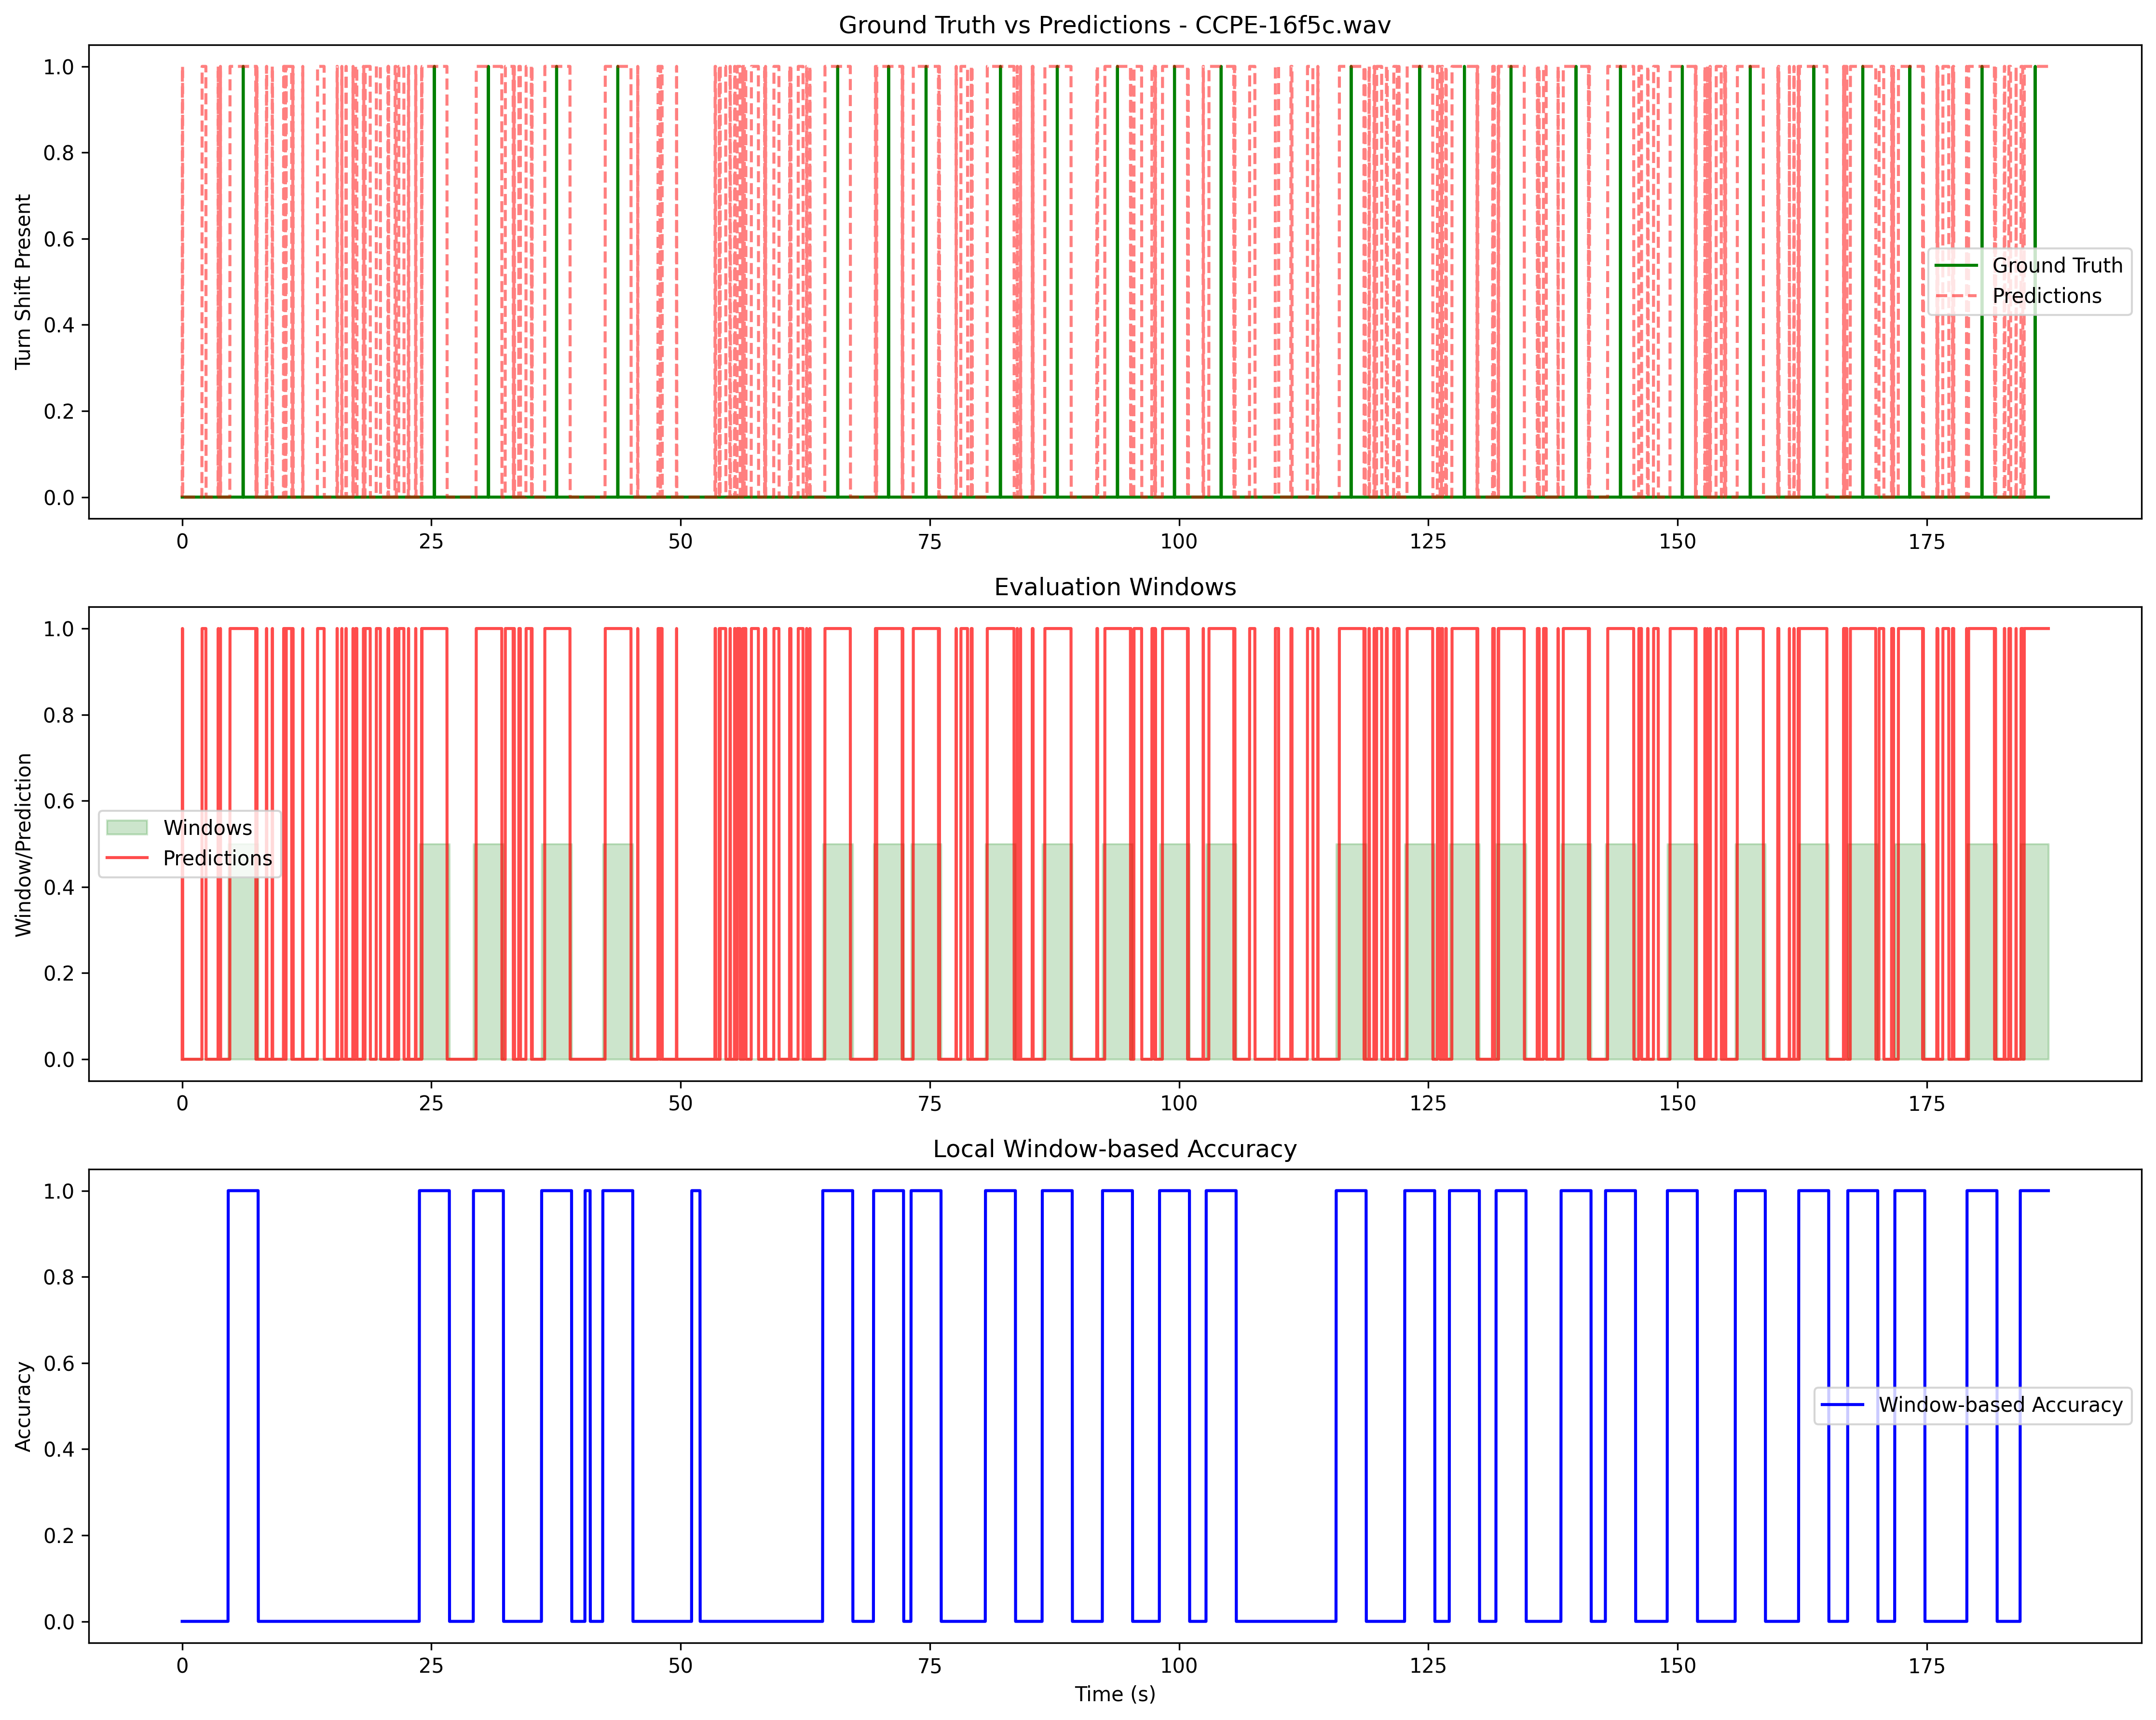 Ground Truth vs Predictions - CCPE-16f5c.wav
Turn Shift Present
1.0
0.8
0.6
0.4
0.2
0.0
Ground Truth
Predictions
0 25 50 75 100 125 150 175
Evaluation Windows
Window/Prediction
1.0
0.8
0.6
0.4
0.2
0.0
Windows
Predictions
0 25 50 75 100 125 150 175
Local Window-based Accuracy
Accuracy
1.0
0.8
0.6
0.4
0.2
0.0
Window-based Accuracy
0 25 50 75 100 125 150 175
Time (s)